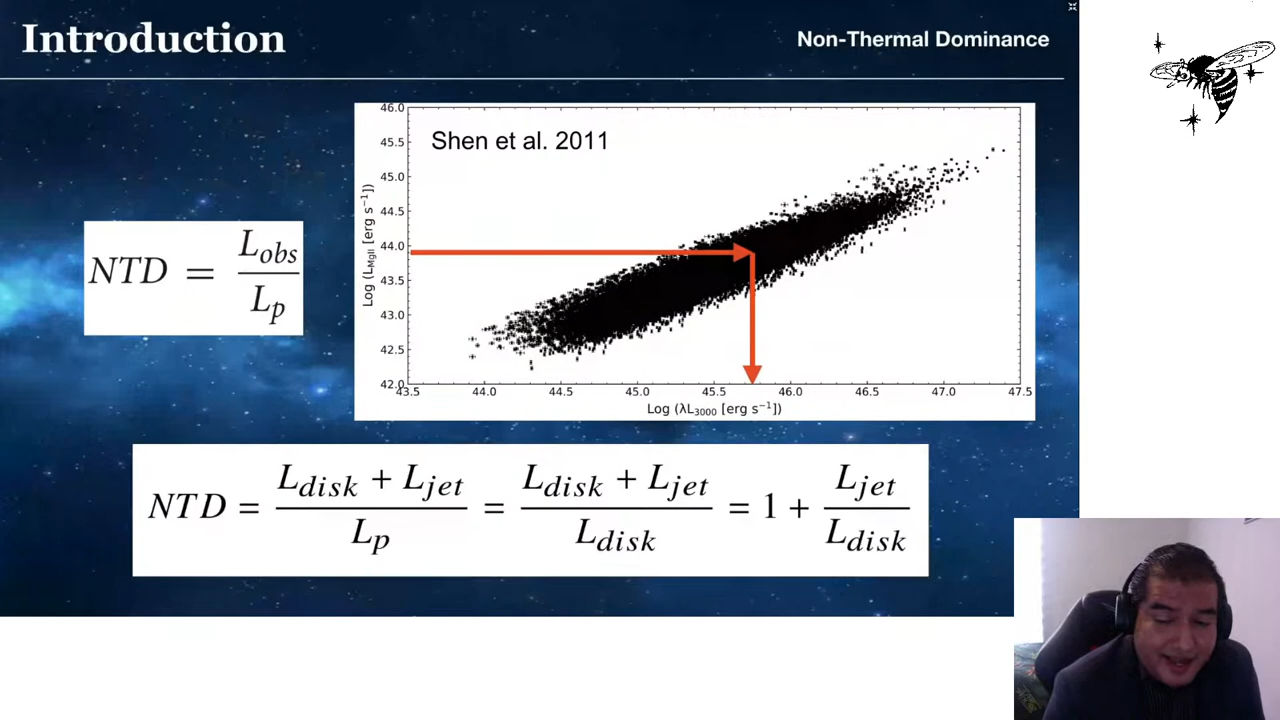 Introduction
Non-Thermal Dominance
Shen et al. 2011
46.0
45.5
45.0
44.5
44.0
43.5
43.0
42.5
42.0
Log (L_MgII [erg s⁻¹])
43.5 44.0 44.5 45.0 45.5 46.0 46.5 47.0 47.5
Log (λL₃₀₀₀ [erg s⁻¹])
NTD = L_obs / L_p
NTD = (L_disk + L_jet) / L_p = (L_disk + L_jet) / L_disk = 1 + L_jet / L_disk